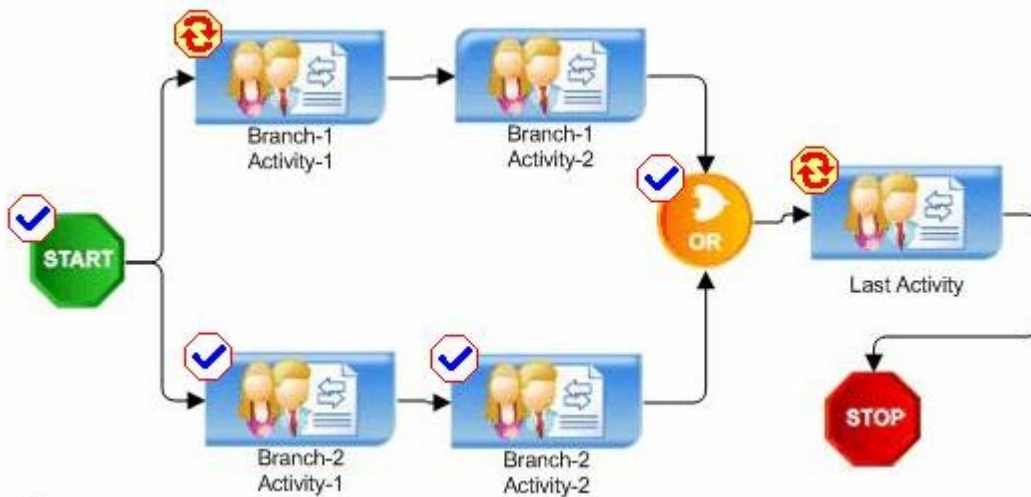 Branch-1
Activity-1
Branch-1
Activity-2
START
OR
Last Activity
Branch-2
Activity-1
Branch-2
Activity-2
STOP